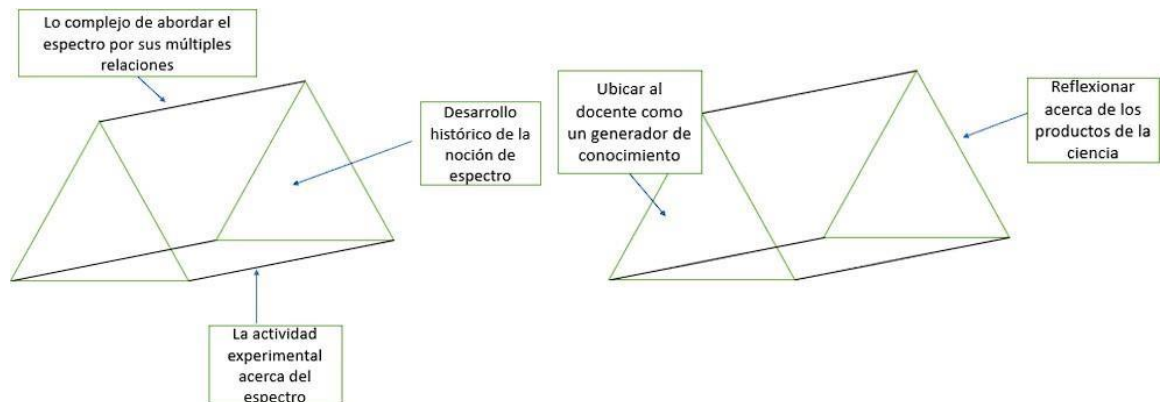 Lo complejo de abordar el
espectro por sus múltiples
relaciones
Desarrollo
histórico de la
noción de
espectro
La actividad
experimental
acerca del
espectro
Ubicar al
docente como
un generador de
conocimiento
Reflexionar
acerca de los
productos de la
ciencia